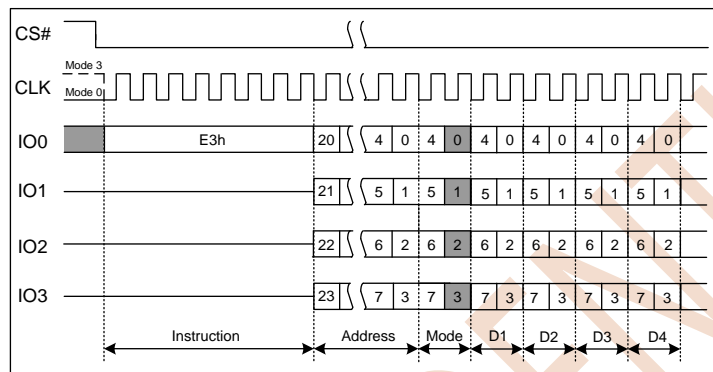 CS#
Mode 3
CLK
Mode 0
IO0 E3h 20 4 0 4 0 4 0 4 0 4 0 4 0
IO1 21 5 1 5 1 5 1 5 1 5 1 5 1
IO2 22 6 2 6 2 6 2 6 2 6 2 6 2
IO3 23 7 3 7 3 7 3 7 3 7 3 7 3
Instruction Address Mode D1 D2 D3 D4